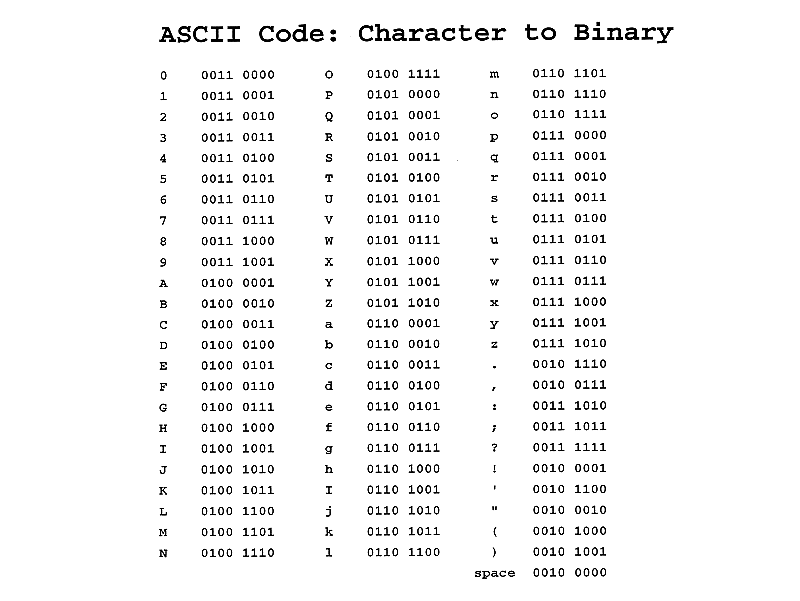 ASCII Code: Character to Binary
0 0011 0000 O 0100 1111 m 0110 1101
1 0011 0001 P 0101 0000 n 0110 1110
2 0011 0010 Q 0101 0001 o 0110 1111
3 0011 0011 R 0101 0010 p 0111 0000
4 0011 0100 S 0101 0011 q 0111 0001
5 0011 0101 T 0101 0100 r 0111 0010
6 0011 0110 U 0101 0101 s 0111 0011
7 0011 0111 V 0101 0110 t 0111 0100
8 0011 1000 W 0101 0111 u 0111 0101
9 0011 1001 X 0101 1000 v 0111 0110
A 0100 0001 Y 0101 1001 w 0111 0111
B 0100 0010 Z 0101 1010 x 0111 1000
C 0100 0011 a 0110 0001 y 0111 1001
D 0100 0100 b 0110 0010 z 0111 1010
E 0100 0101 c 0110 0011 . 0010 1110
F 0100 0110 d 0110 0100 , 0010 0111
G 0100 0111 e 0110 0101 : 0011 1010
H 0100 1000 f 0110 0110 ; 0011 1011
I 0100 1001 g 0110 0111 ? 0011 1111
J 0100 1010 h 0110 1000 ! 0010 0001
K 0100 1011 I 0110 1001 ' 0010 1100
L 0100 1100 j 0110 1010 " 0010 0010
M 0100 1101 k 0110 1011 ( 0010 1000
N 0100 1110 l 0110 1100 ) 0010 1001
space 0010 0000